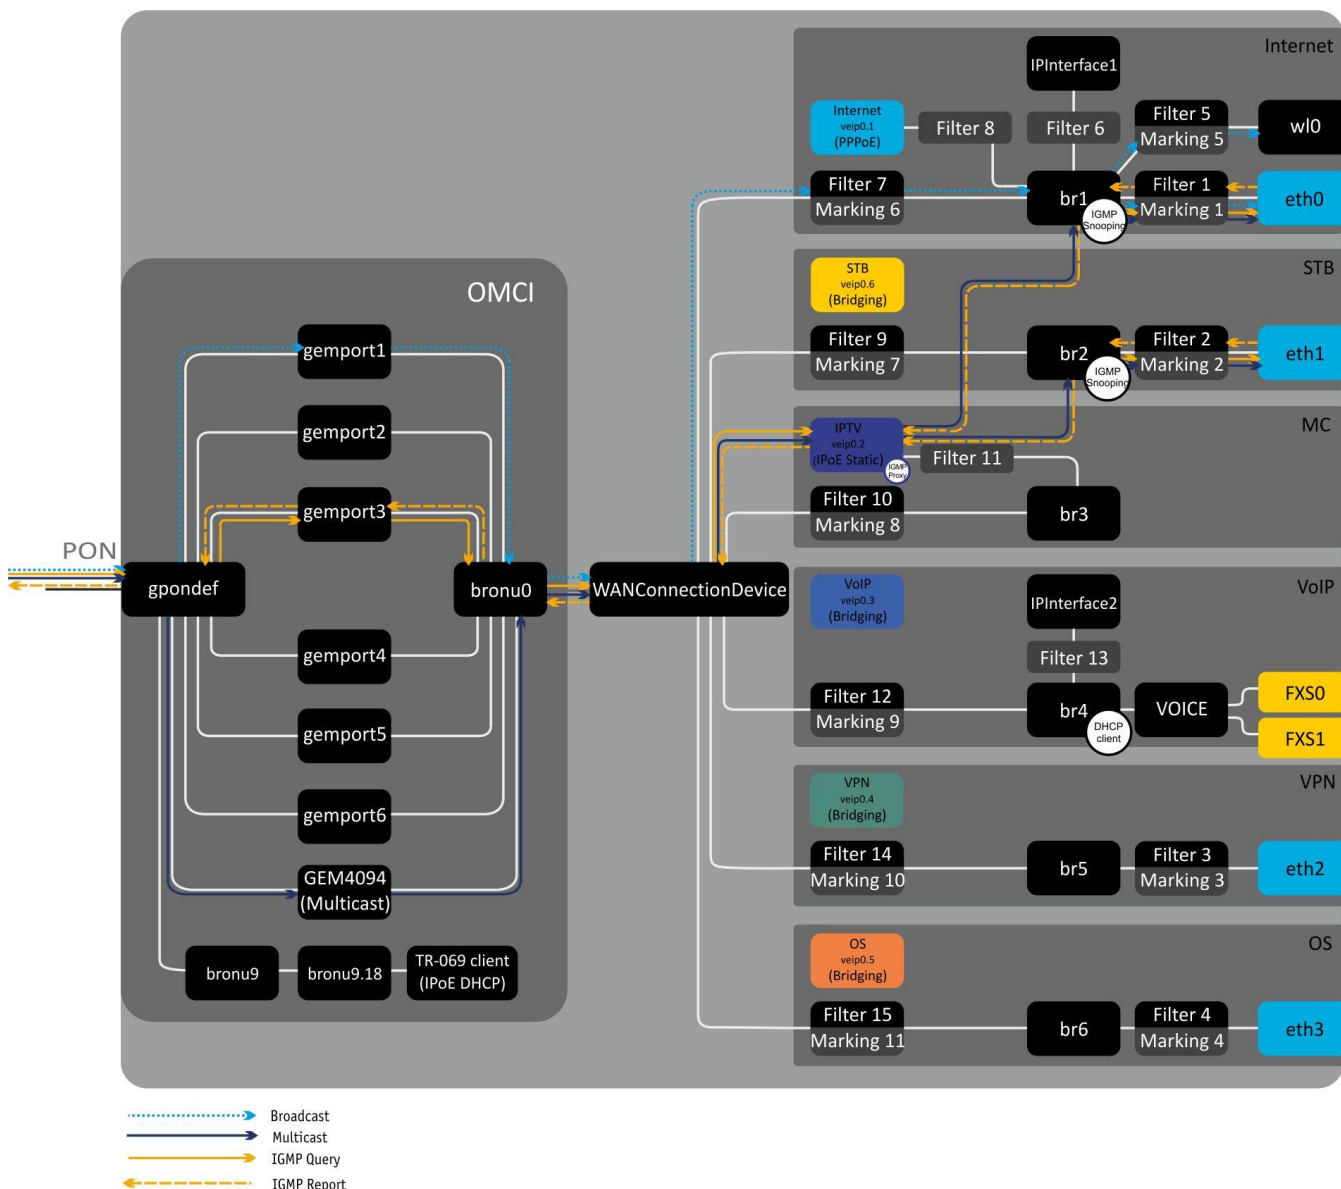 PON
gpondef
OMCI
gemport1
gemport2
gemport3
gemport4
gemport5
gemport6
GEM4094
(Multicast)
bronu0
bronu9
bronu9.18
TR-069 client
(IPoE DHCP)
WANConnectionDevice
Internet
IPInterface1
Internet
veip0.1
(PPPoE)
Filter 8
Filter 6
Filter 5
Marking 5
wl0
Filter 7
Marking 6
br1
IGMP
Snooping
Filter 1
Marking 1
eth0
STB
STB
veip0.6
(Bridging)
Filter 9
Marking 7
br2
IGMP
Snooping
Filter 2
Marking 2
eth1
MC
IPTV
veip0.2
(IPoE Static)
IGMP
Proxy
Filter 11
Filter 10
Marking 8
br3
VoIP
VoIP
veip0.3
(Bridging)
IPInterface2
Filter 13
Filter 12
Marking 9
br4
DHCP
client
VOICE
FXS0
FXS1
VPN
VPN
veip0.4
(Bridging)
Filter 14
Marking 10
br5
Filter 3
Marking 3
eth2
OS
OS
veip0.5
(Bridging)
Filter 15
Marking 11
br6
Filter 4
Marking 4
eth3
Broadcast
Multicast
IGMP Query
IGMP Report